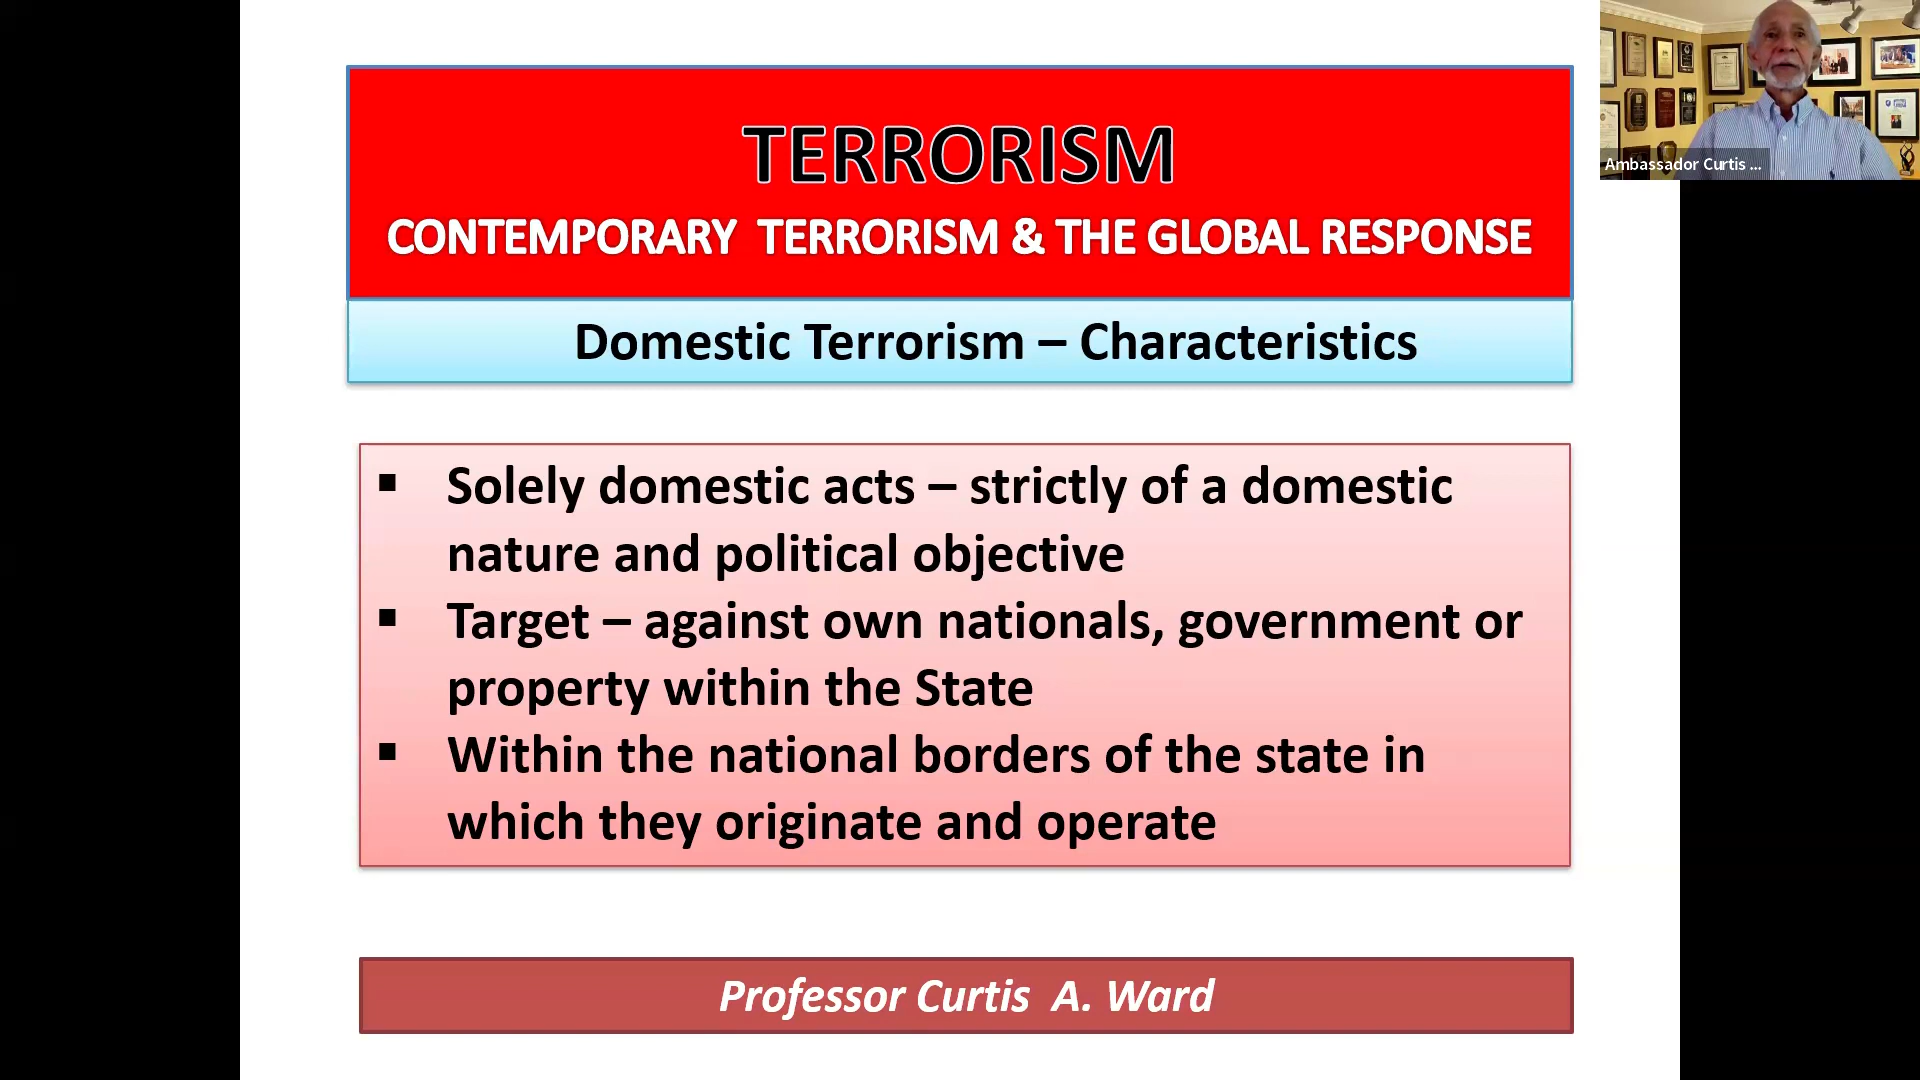 TERRORISM
CONTEMPORARY TERRORISM & THE GLOBAL RESPONSE
Domestic Terrorism – Characteristics
▪ Solely domestic acts – strictly of a domestic
nature and political objective
▪ Target – against own nationals, government or
property within the State
▪ Within the national borders of the state in
which they originate and operate
Professor Curtis A. Ward
Ambassador Curtis ...